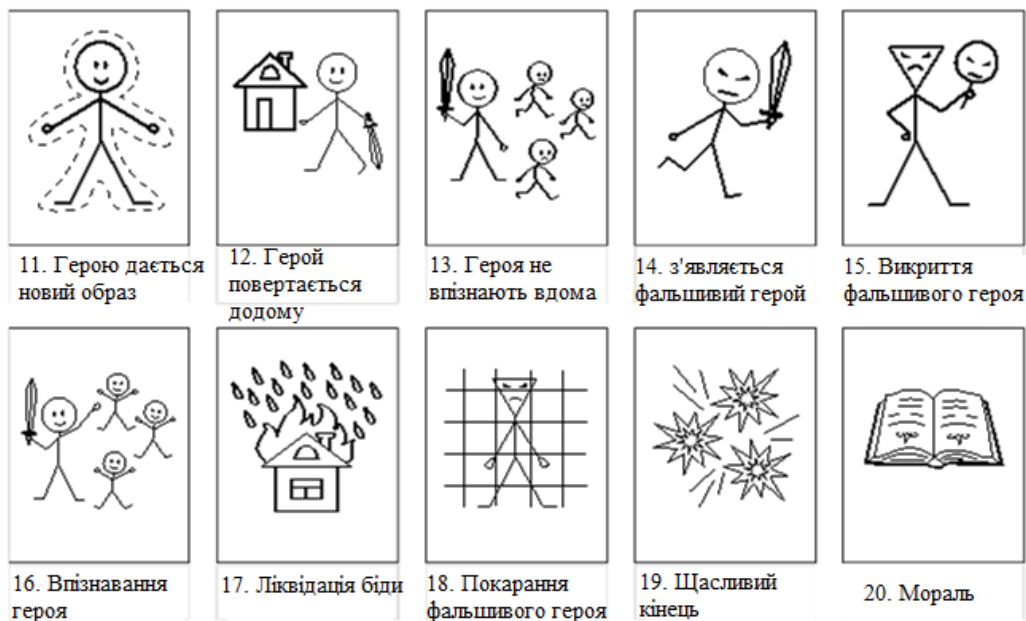 11. Герою дається
новий образ
12. Герой
повертається
додому
13. Героя не
впізнають вдома
14. з'являється
фальшивий герой
15. Викриття
фальшивого героя
16. Впізнавання
героя
17. Ліквідація біди
18. Покарання
фальшивого героя
19. Щасливий
кінець
20. Мораль